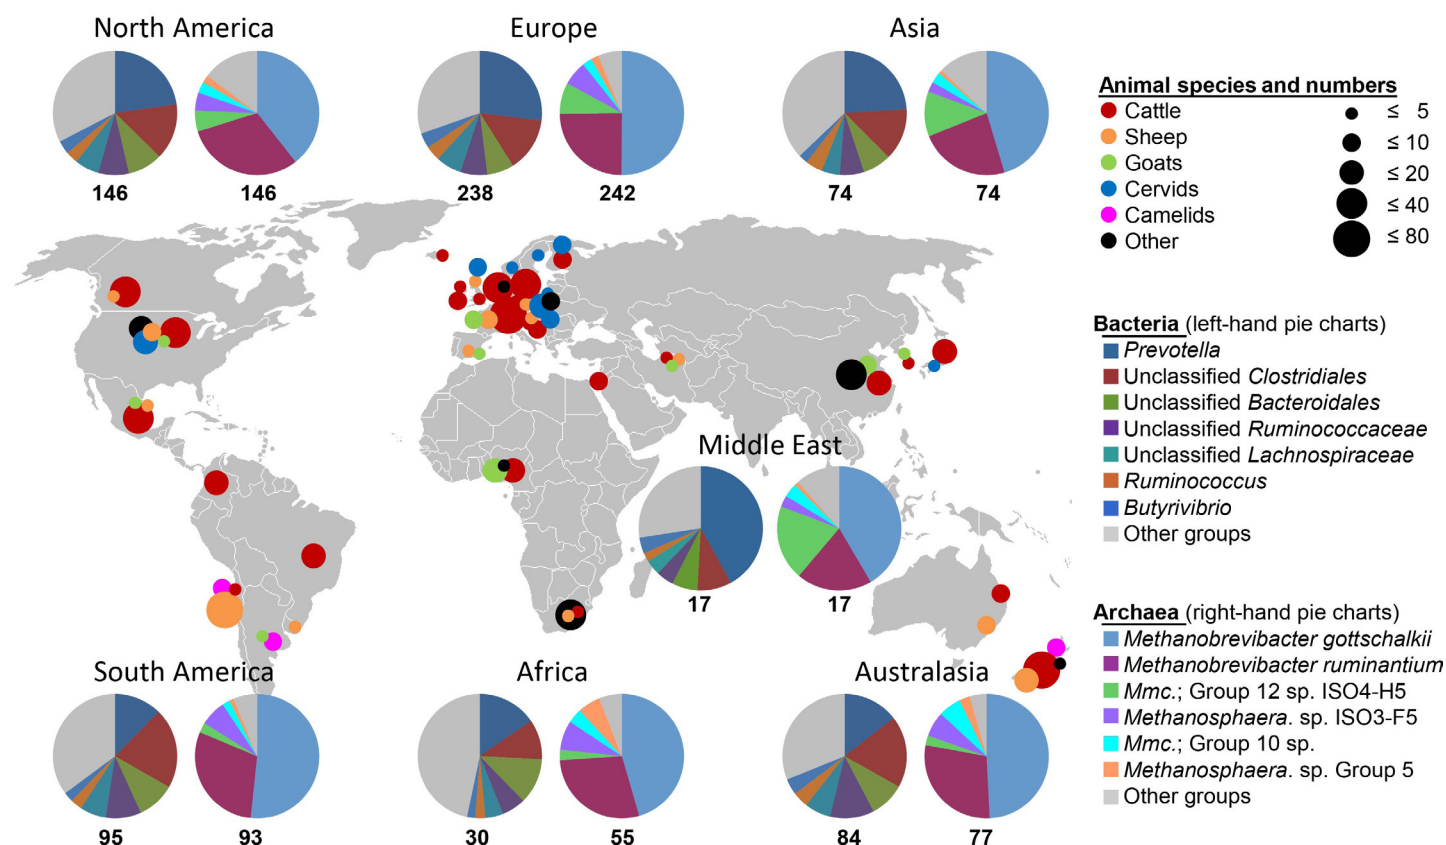 North America
Europe
Asia
146
146
238
242
74
74
Animal species and numbers
Cattle
Sheep
Goats
Cervids
Camelids
Other
≤ 5
≤ 10
≤ 20
≤ 40
≤ 80
Middle East
17
17
Bacteria (left-hand pie charts)
Prevotella
Unclassified Clostridiales
Unclassified Bacteroidales
Unclassified Ruminococcaceae
Unclassified Lachnospiraceae
Ruminococcus
Butyrivibrio
Other groups
South America
Africa
Australasia
95
93
30
55
84
77
Archaea (right-hand pie charts)
Methanobrevibacter gottschalkii
Methanobrevibacter ruminantium
Mmc.; Group 12 sp. ISO4-H5
Methanosphaera. sp. ISO3-F5
Mmc.; Group 10 sp.
Methanosphaera. sp. Group 5
Other groups